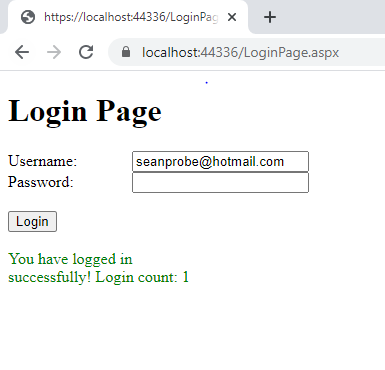 https://localhost:44336/LoginPag
localhost:44336/LoginPage.aspx
Login Page
Username: seanprobe@hotmail.com
Password:
Login
You have logged in
successfully! Login count: 1